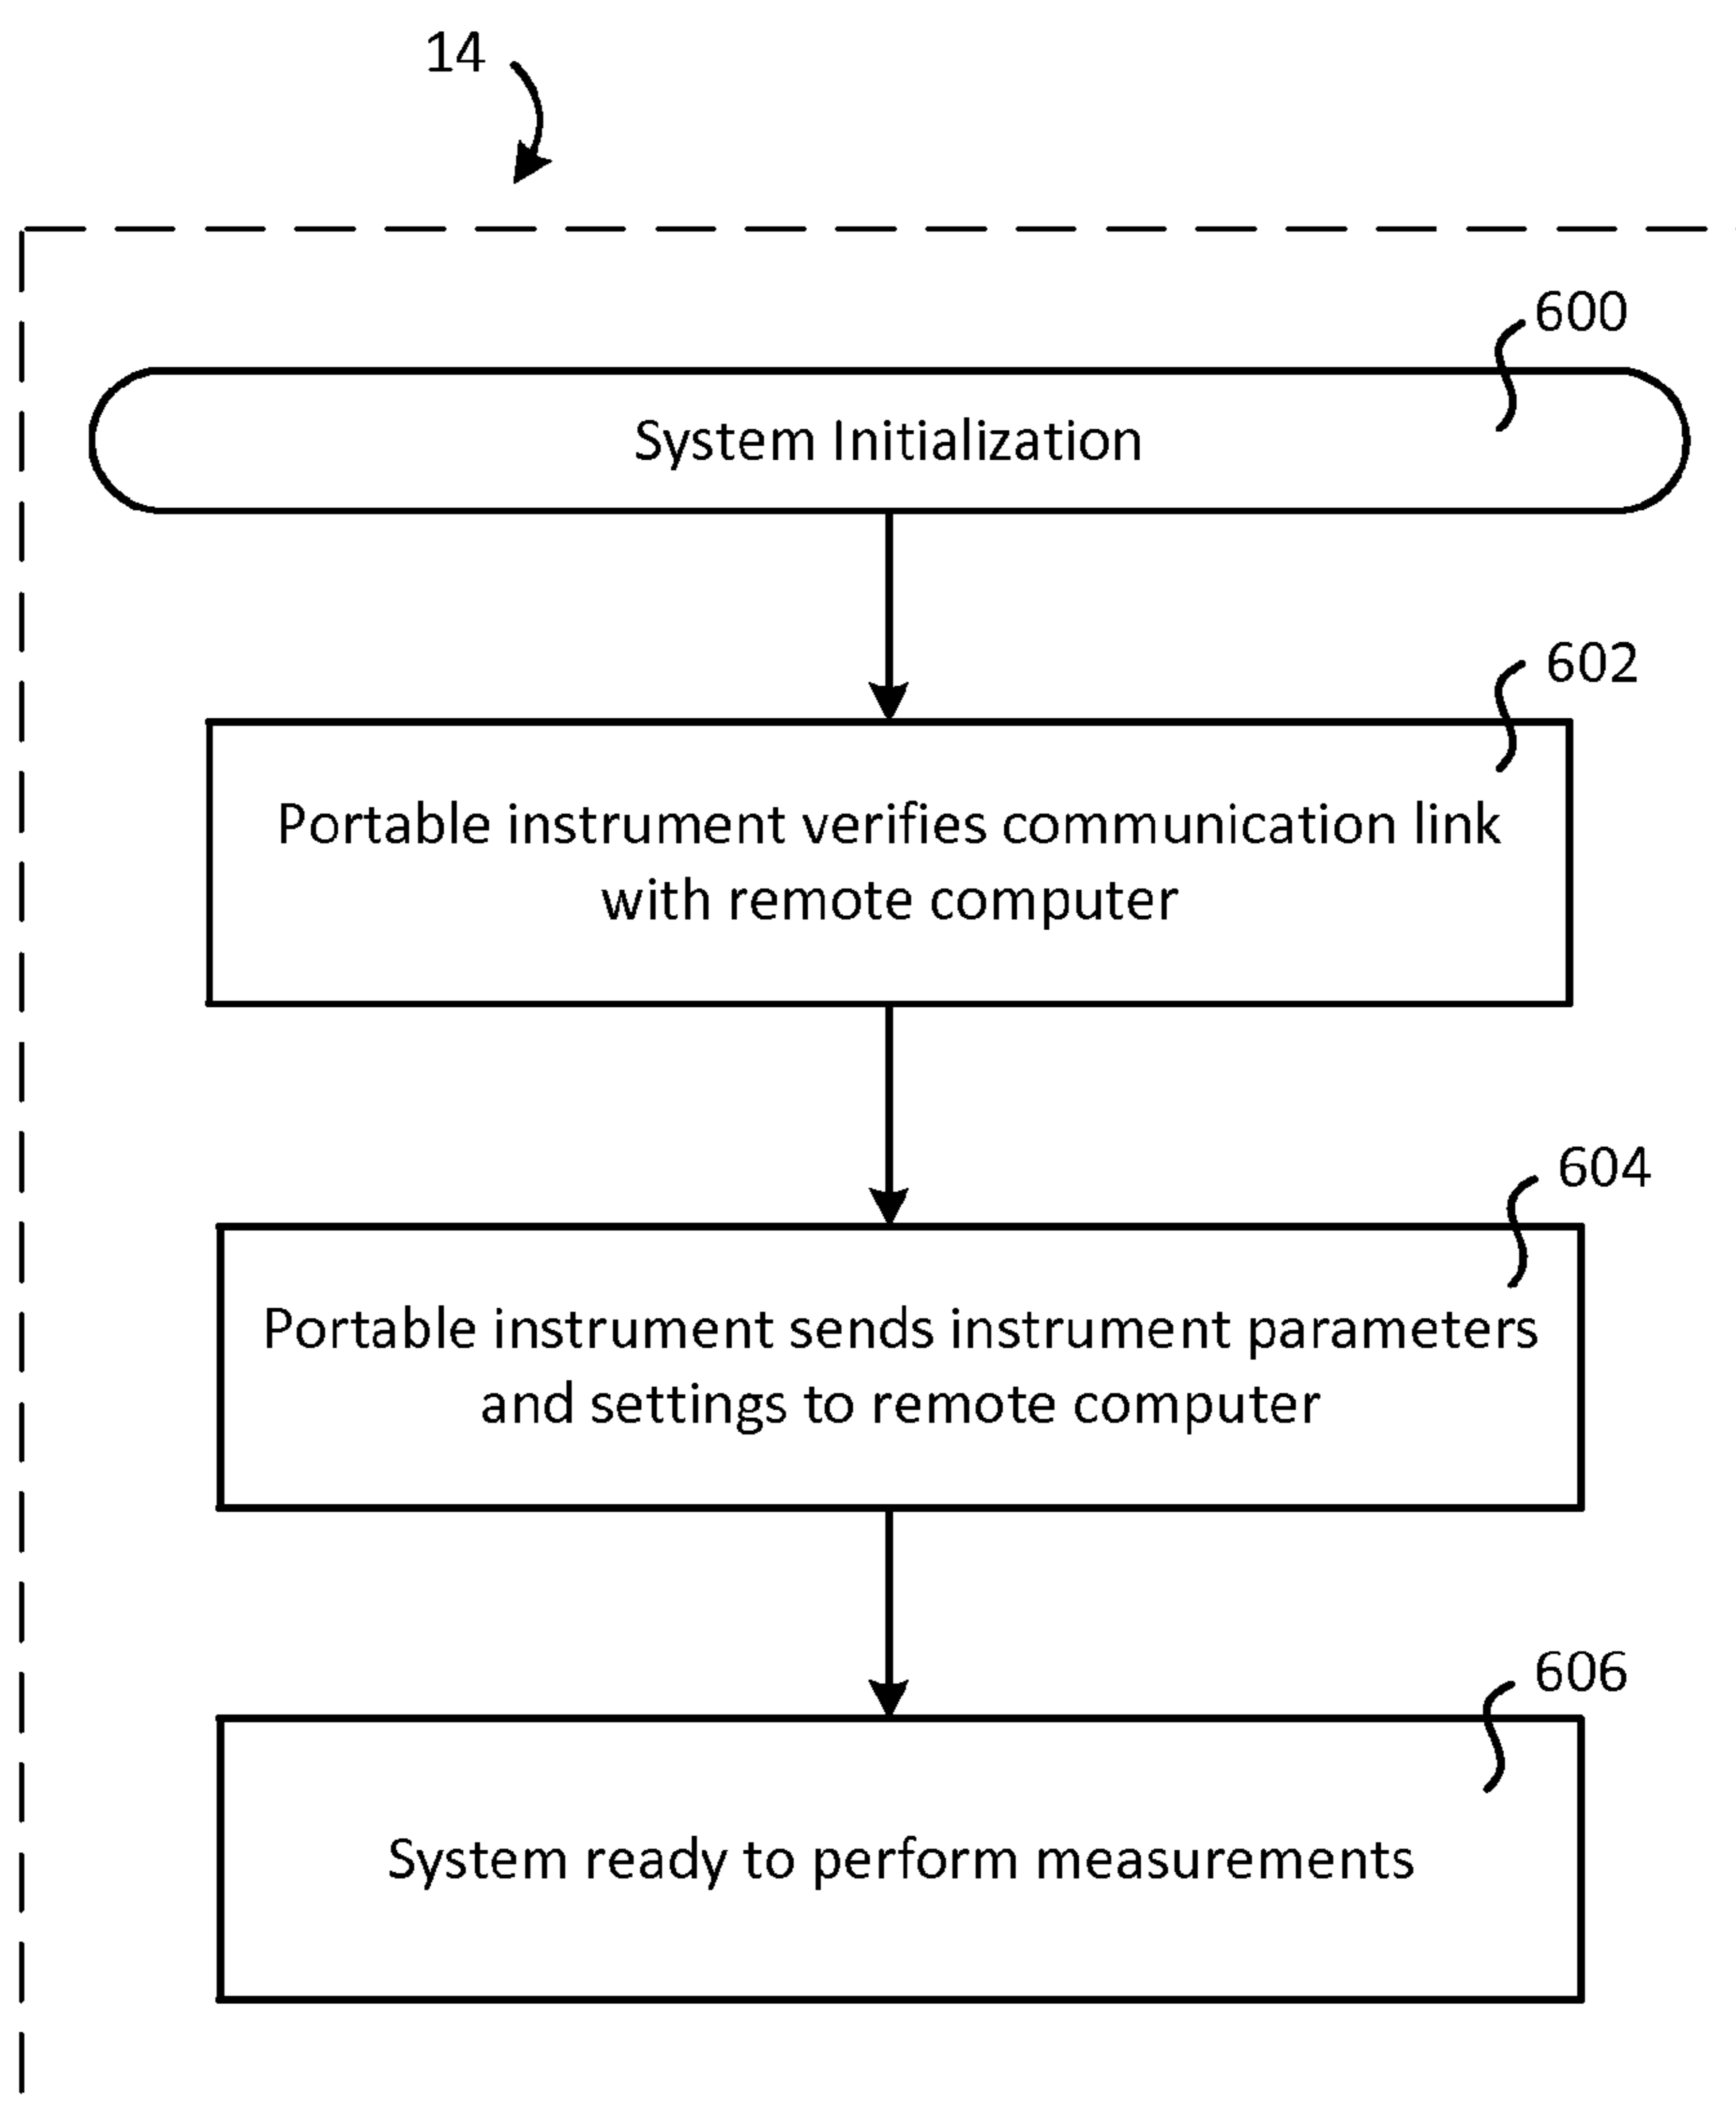 14
600
System Initialization
602
Portable instrument verifies communication link
with remote computer
604
Portable instrument sends instrument parameters
and settings to remote computer
606
System ready to perform measurements